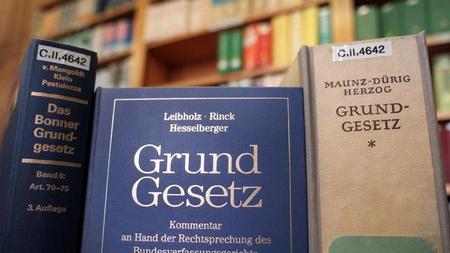 C.II.4642
v. Mangoldt
Klein
Pestalozza
Das
Bonner
Grund-
gesetz
Band 8:
Art. 70-75
3. Auflage
Leibholz · Rinck
Hesselberger
Grund
Gesetz
Kommentar
an Hand der Rechtsprechung des
Bundesverfassungsgerichts
C.II.4642
MAUNZ-DÜRIG
HERZOG
GRUND-
GESETZ
*